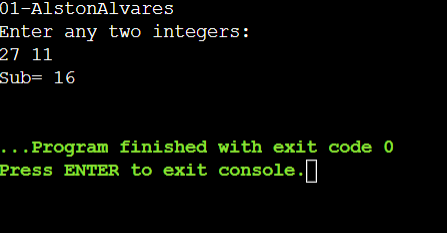 01-AlstonAlvares
Enter any two integers:
27 11
Sub= 16
...Program finished with exit code 0
Press ENTER to exit console.